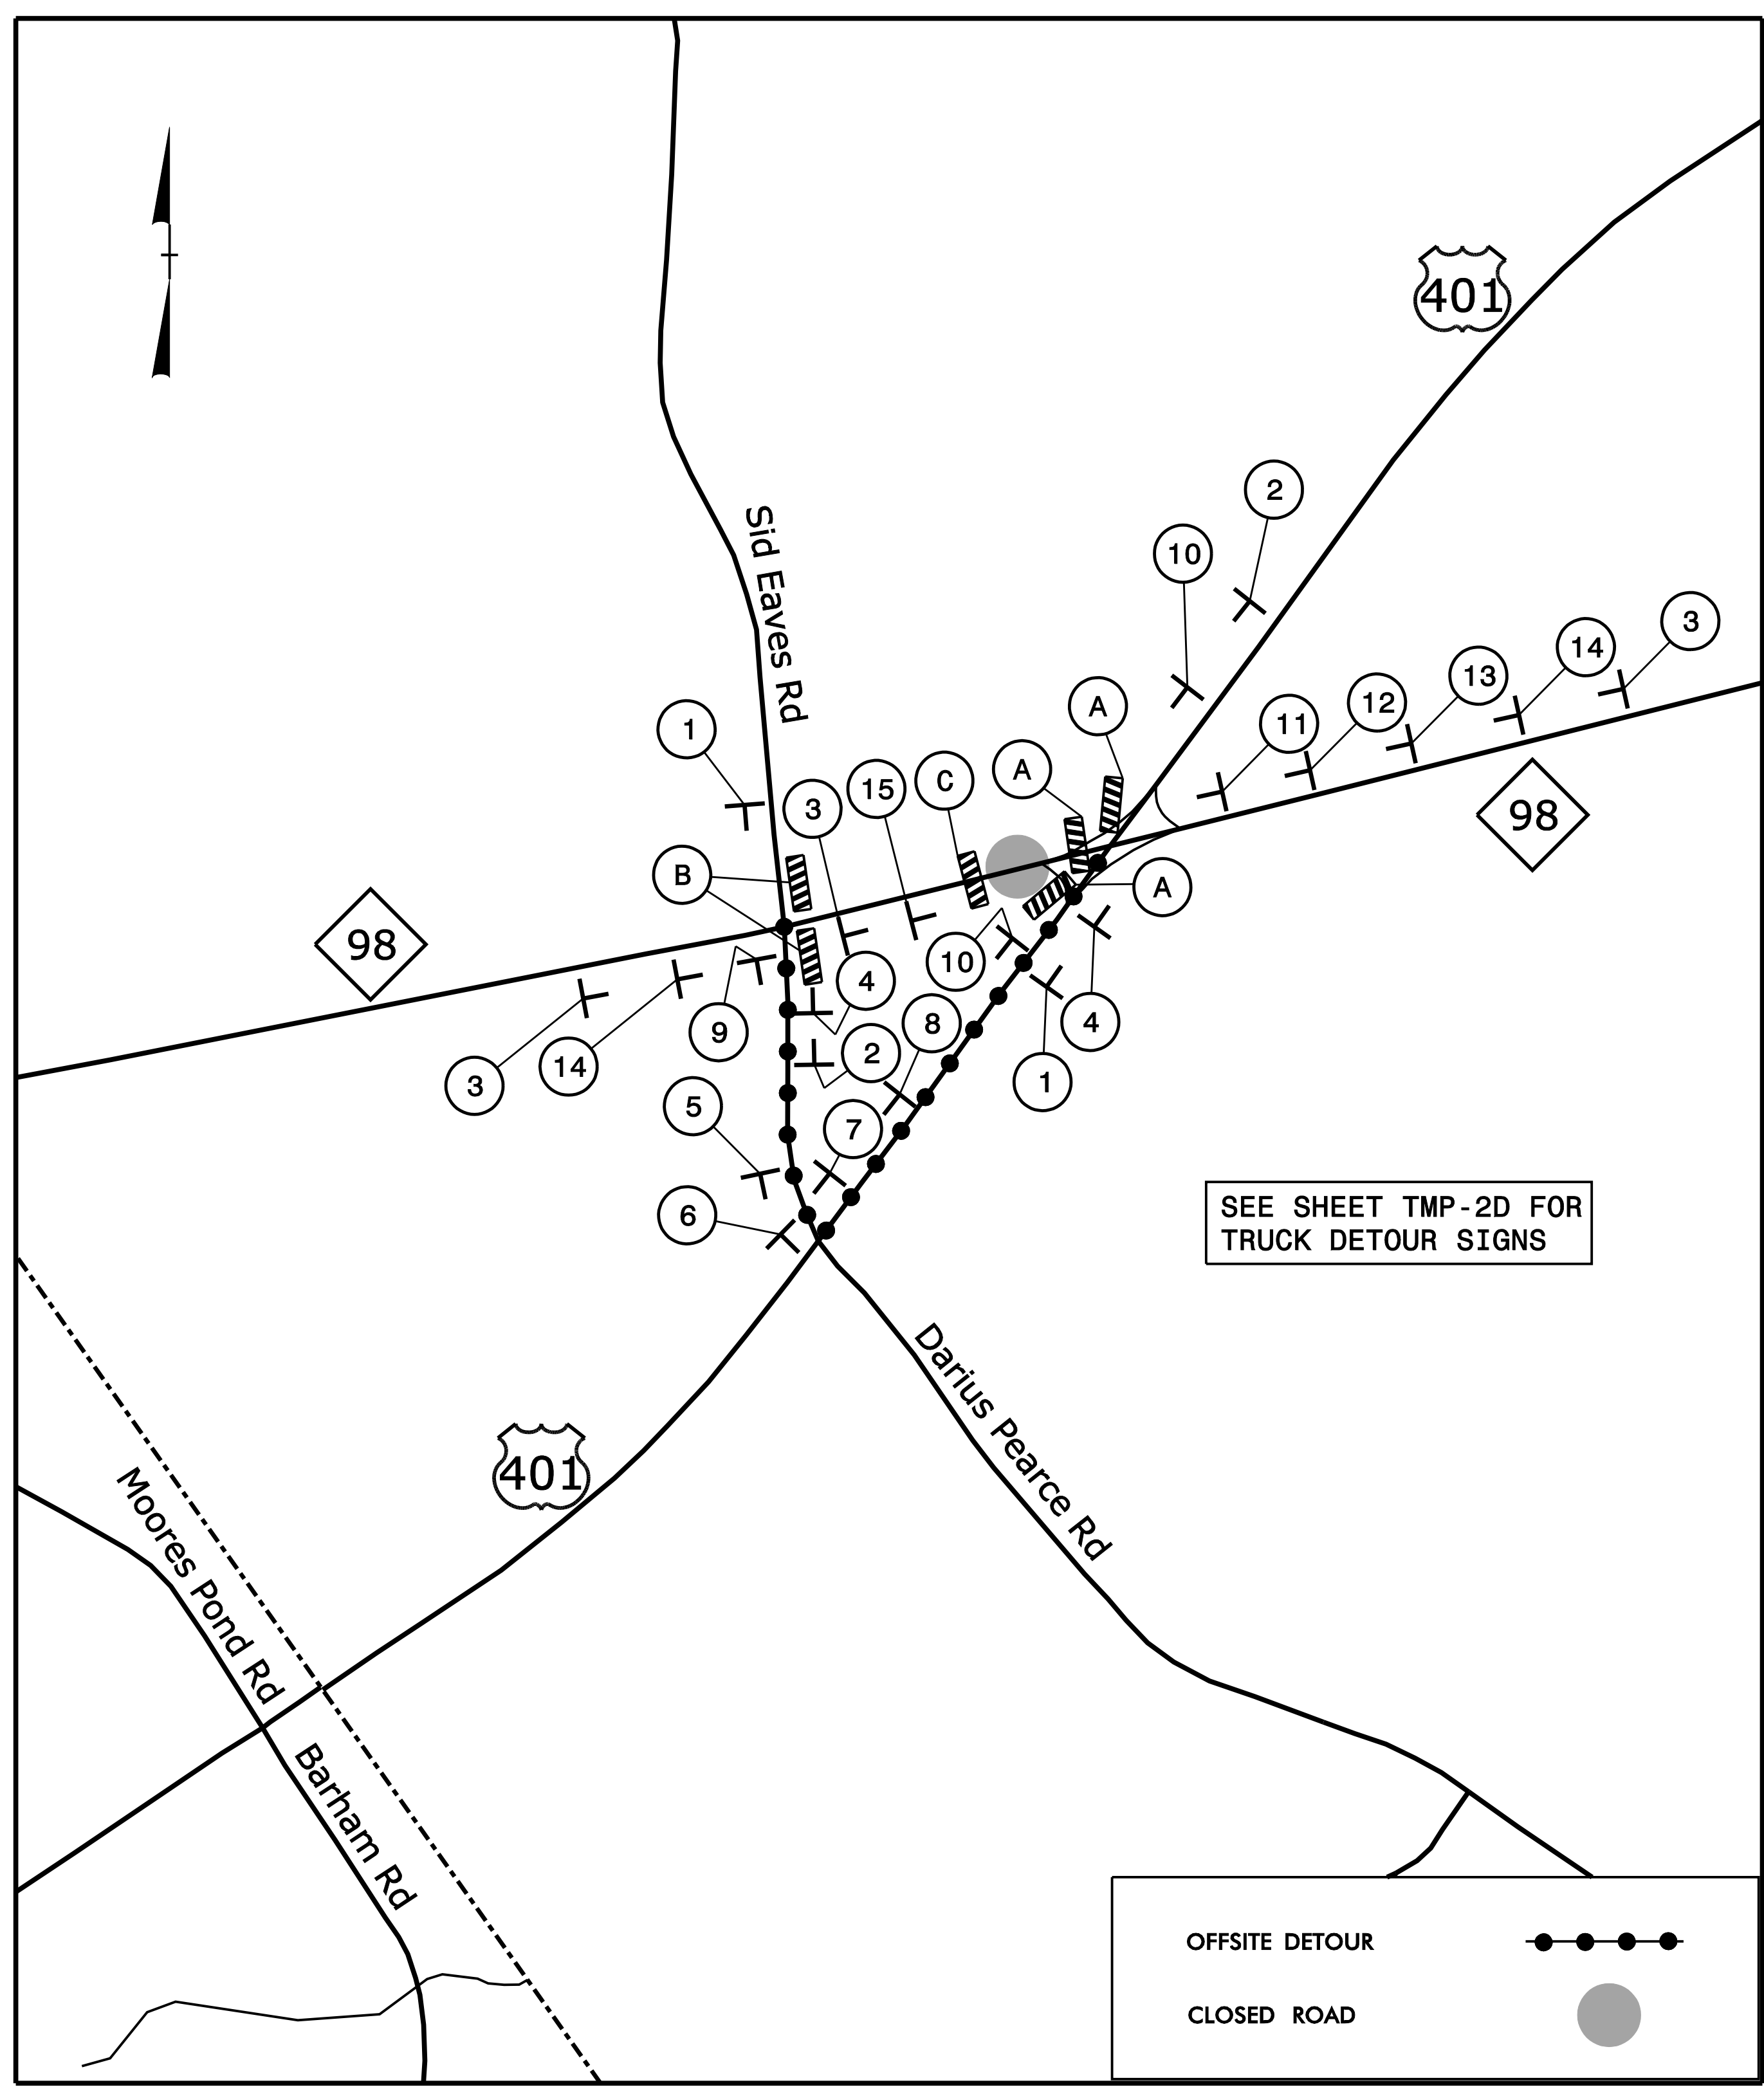 401
2
10
3
14
13
12
11
A
A
Sid Eaves Rd
1
3
15
C
98
B
A
98
10
4
9
4
8
2
1
3
14
5
7
6
SEE SHEET TMP-2D FOR
TRUCK DETOUR SIGNS
Darius Pearce Rd
401
Moores Pond Rd
Barham Rd
OFFSITE DETOUR
CLOSED ROAD